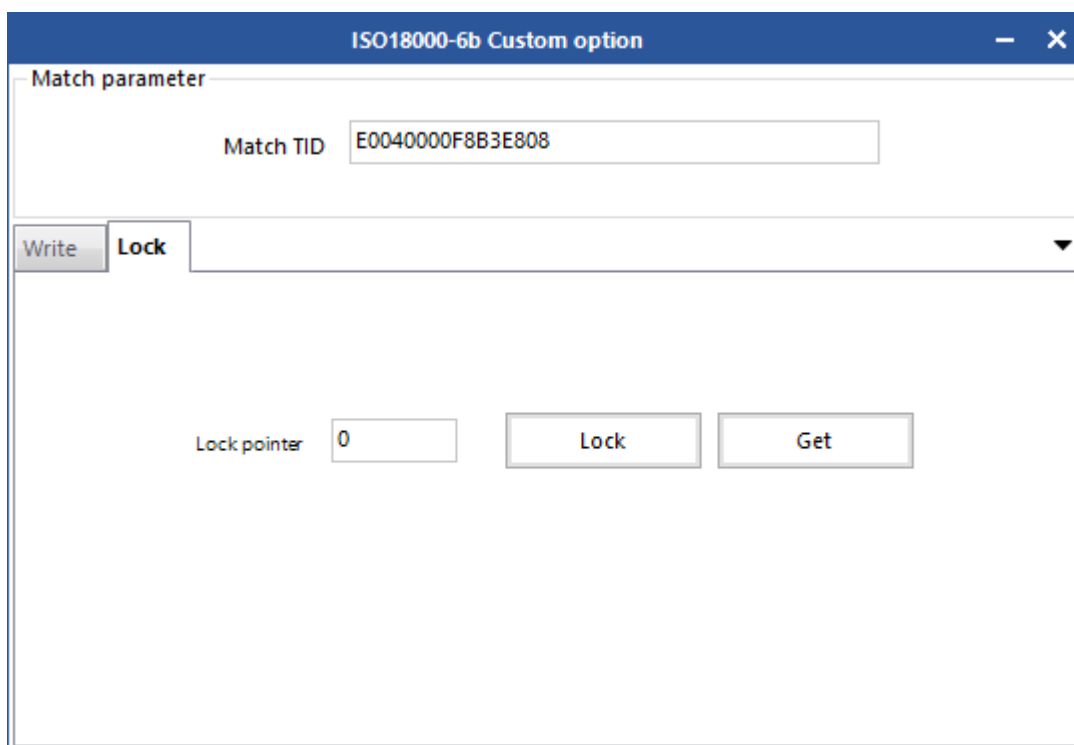 ISO18000-6b Custom option
Match parameter
Match TID E0040000F8B3E808
Write Lock
Lock pointer 0 Lock Get